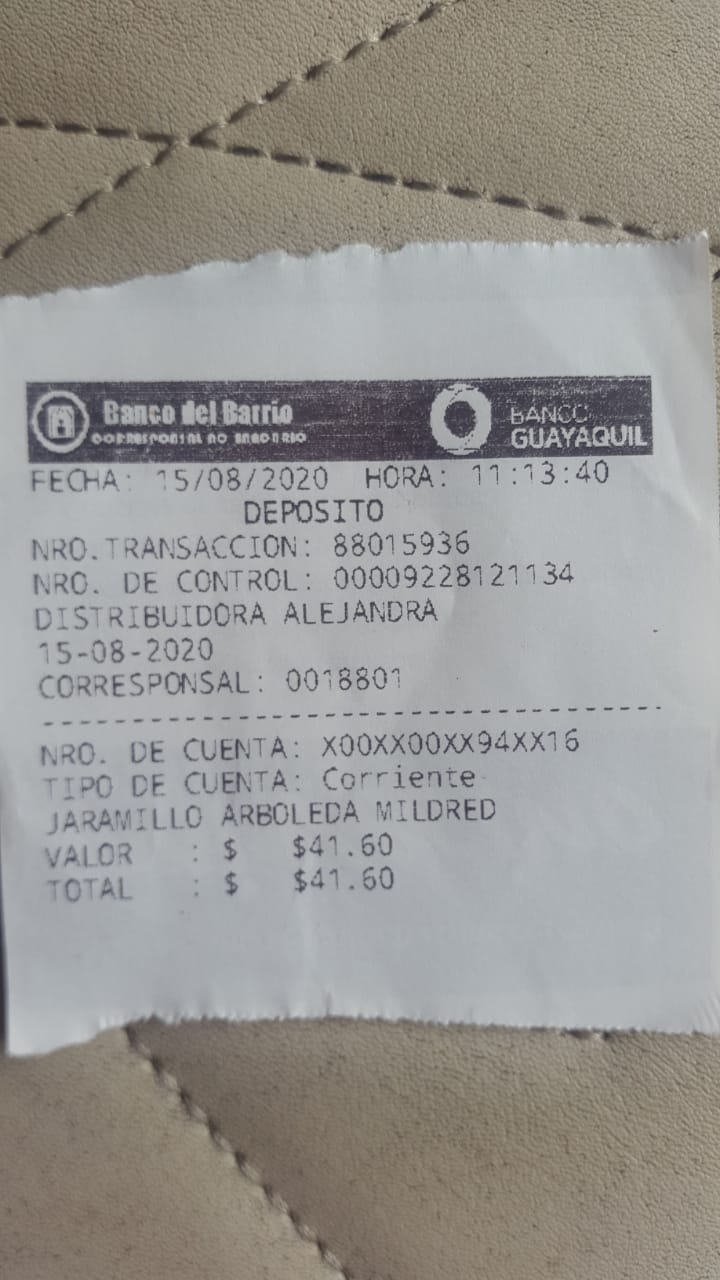 Banco del Barrio
CORRESPONSAL NO BANCARIO
BANCO
GUAYAQUIL
FECHA: 15/08/2020 HORA: 11:13:40
DEPOSITO
NRO.TRANSACCION: 88015936
NRO. DE CONTROL: 00009228121134
DISTRIBUIDORA ALEJANDRA
15-08-2020
CORRESPONSAL: 0018801
--------------------------------------
NRO. DE CUENTA: X00XX00XX94XX16
TIPO DE CUENTA: Corriente
JARAMILLO ARBOLEDA MILDRED
VALOR : $ $41.60
TOTAL : $ $41.60